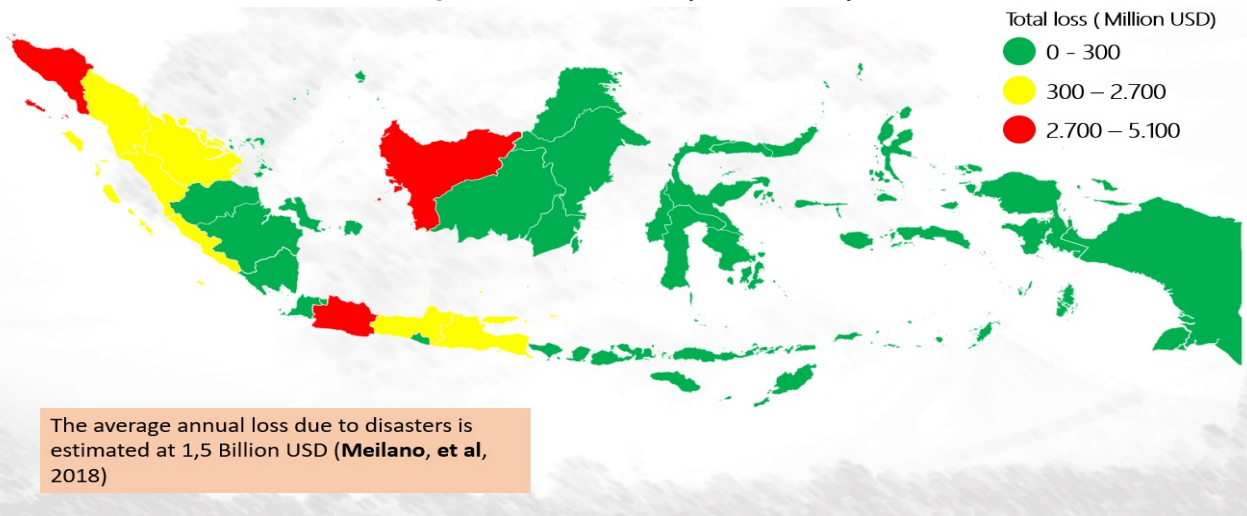 Total loss ( Million USD)
0 - 300
300 – 2.700
2.700 – 5.100
The average annual loss due to disasters is
estimated at 1,5 Billion USD (Meilano, et al,
2018)